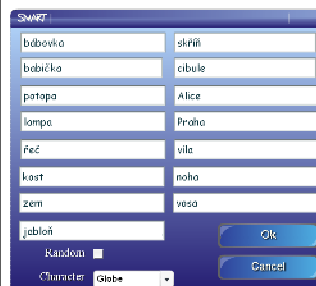 SMART
bábovka
babička
potopa
lampa
řeč
kost
zem
jabloň
skříň
cibule
Alice
Praha
vila
noha
vosa
Random
Character Globe
Ok
Cancel